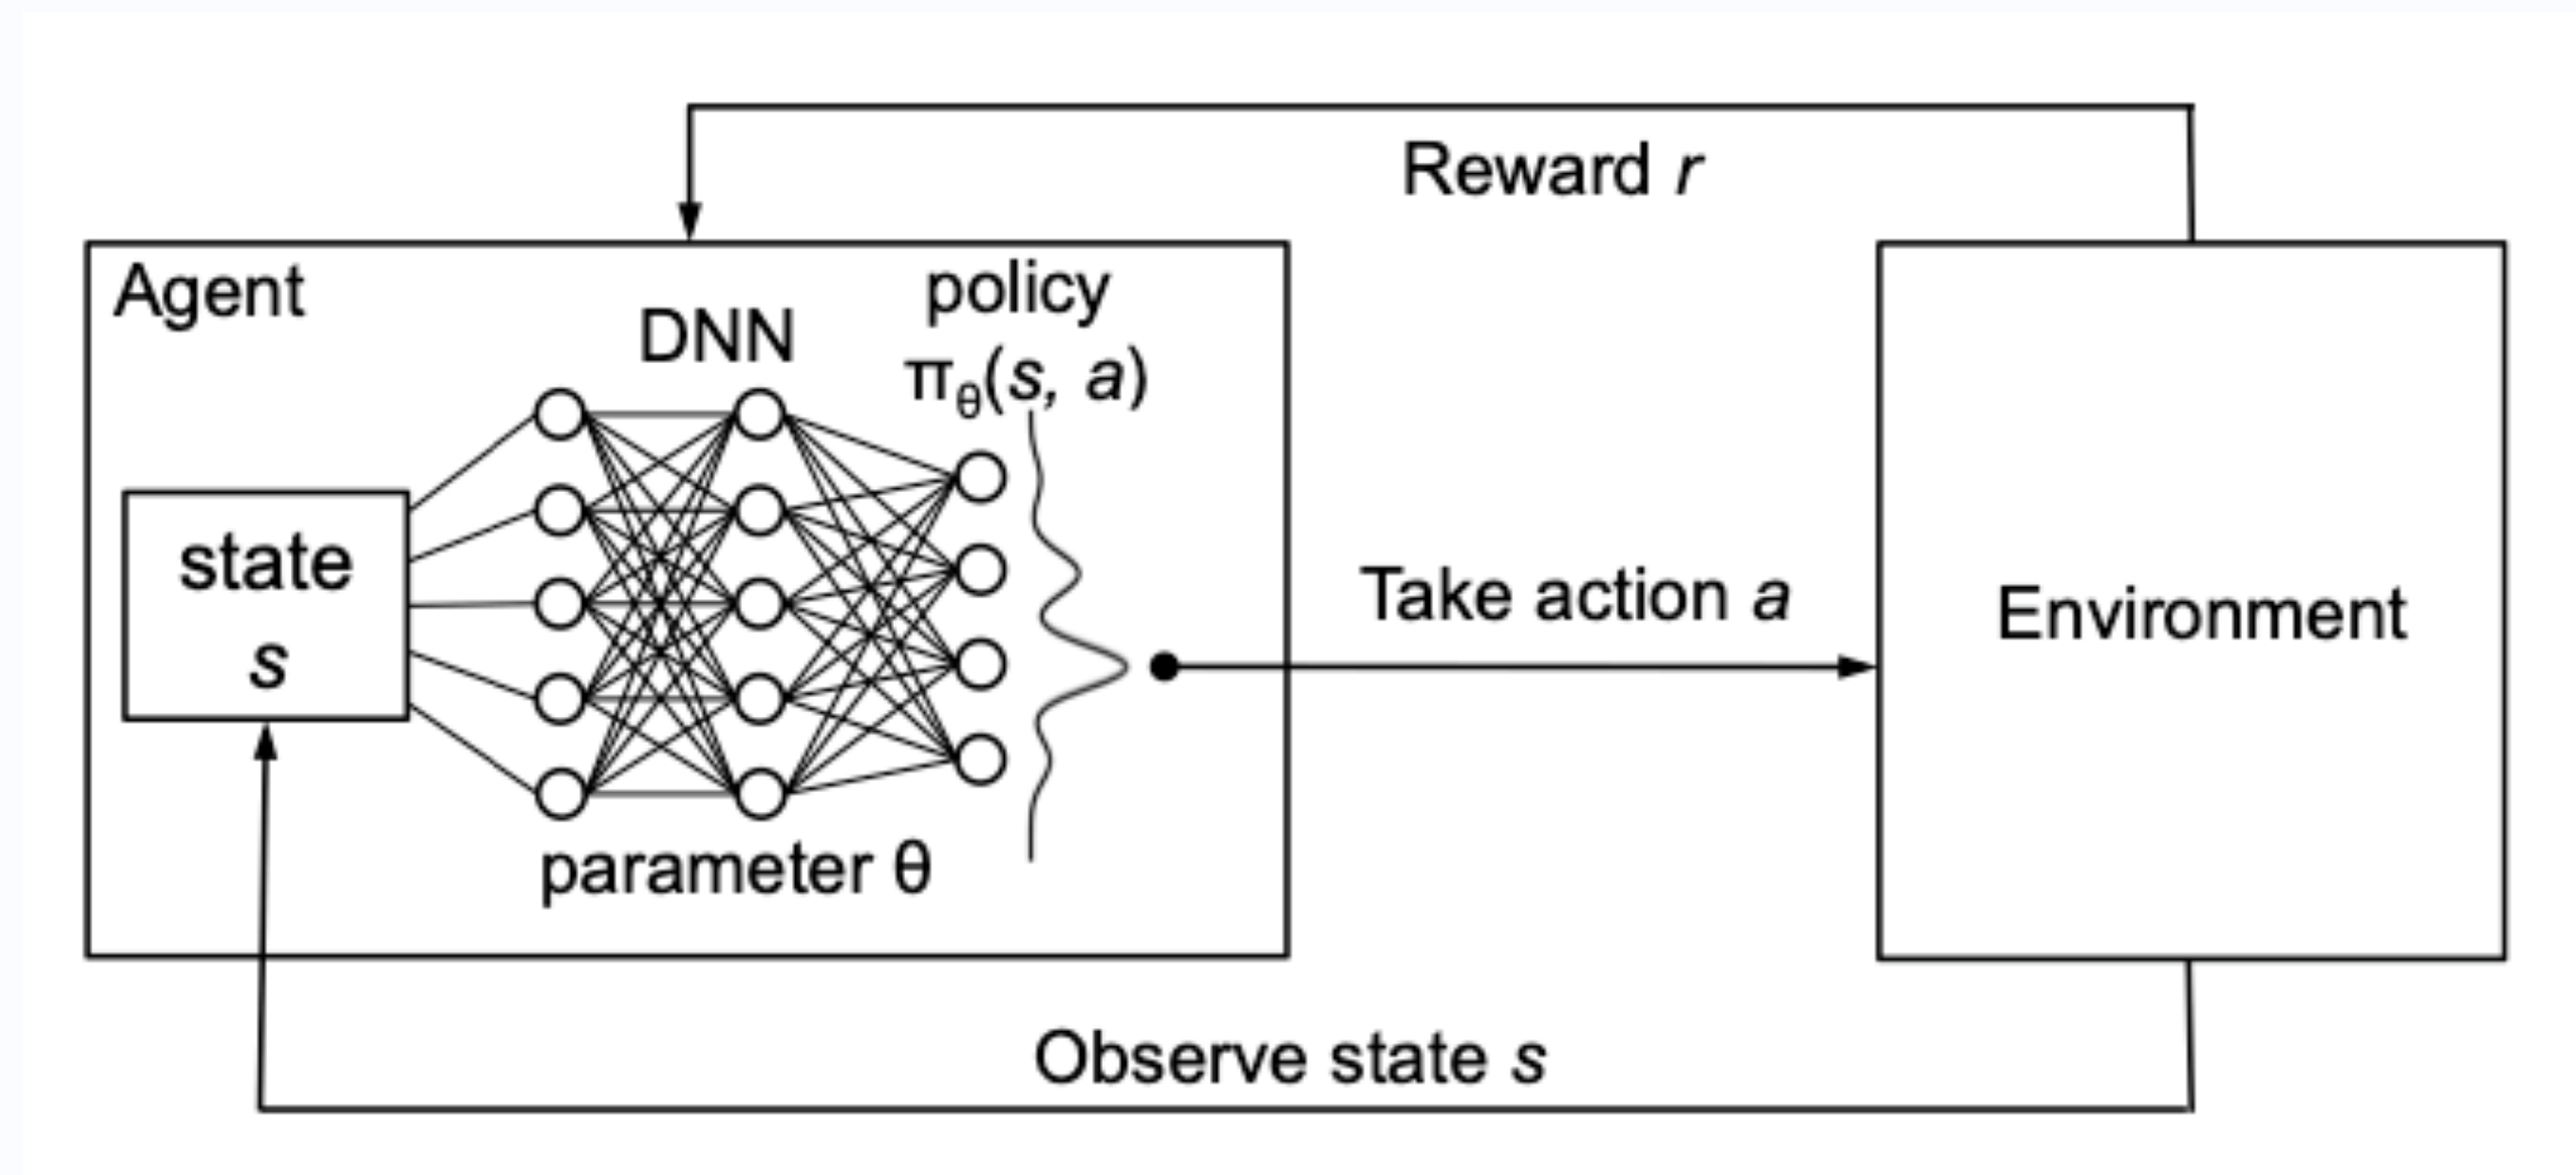 Reward r
Agent
policy
DNN
πθ(s, a)
state
s
Take action a
Environment
parameter θ
Observe state s